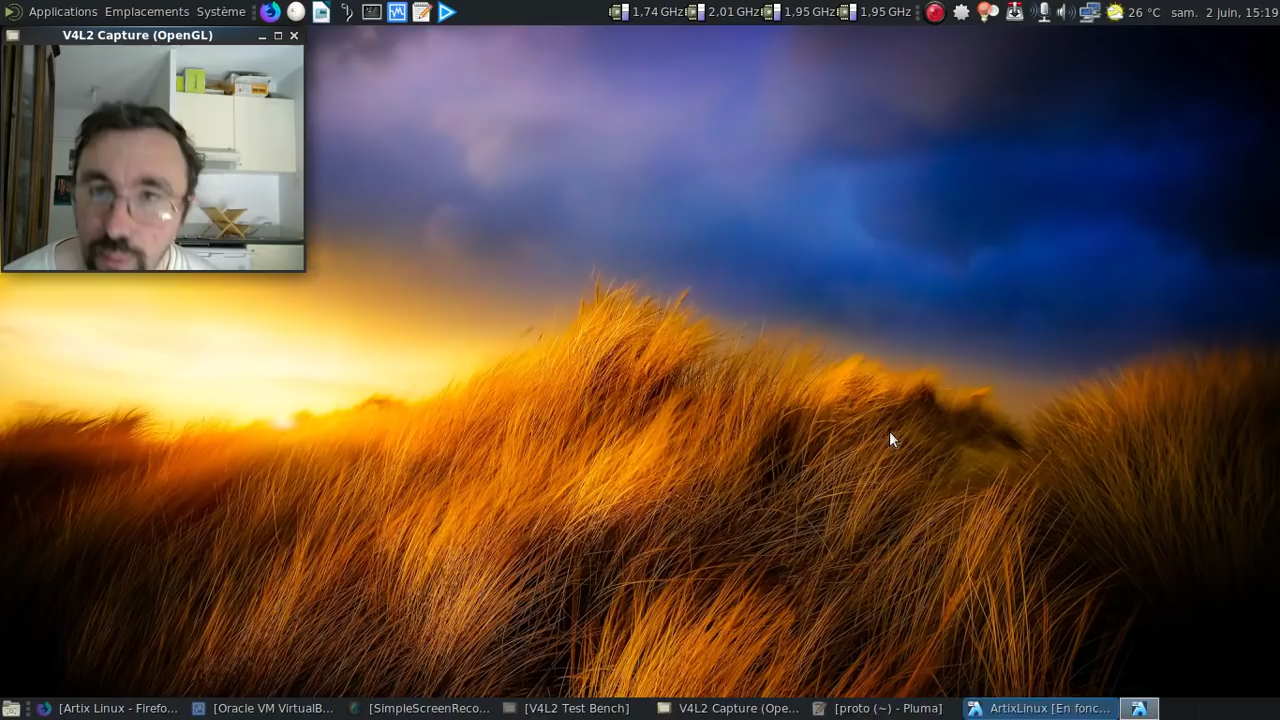 Applications Emplacements Système 1,74 GHz 2,01 GHz 1,95 GHz 1,95 GHz 26 °C sam. 2 juin, 15:19
V4L2 Capture (OpenGL)
[Artix Linux - Firefo... [Oracle VM VirtualB... [SimpleScreenReco... [V4L2 Test Bench] V4L2 Capture (Ope... [proto (~) - Pluma] ArtixLinux [En fonc...